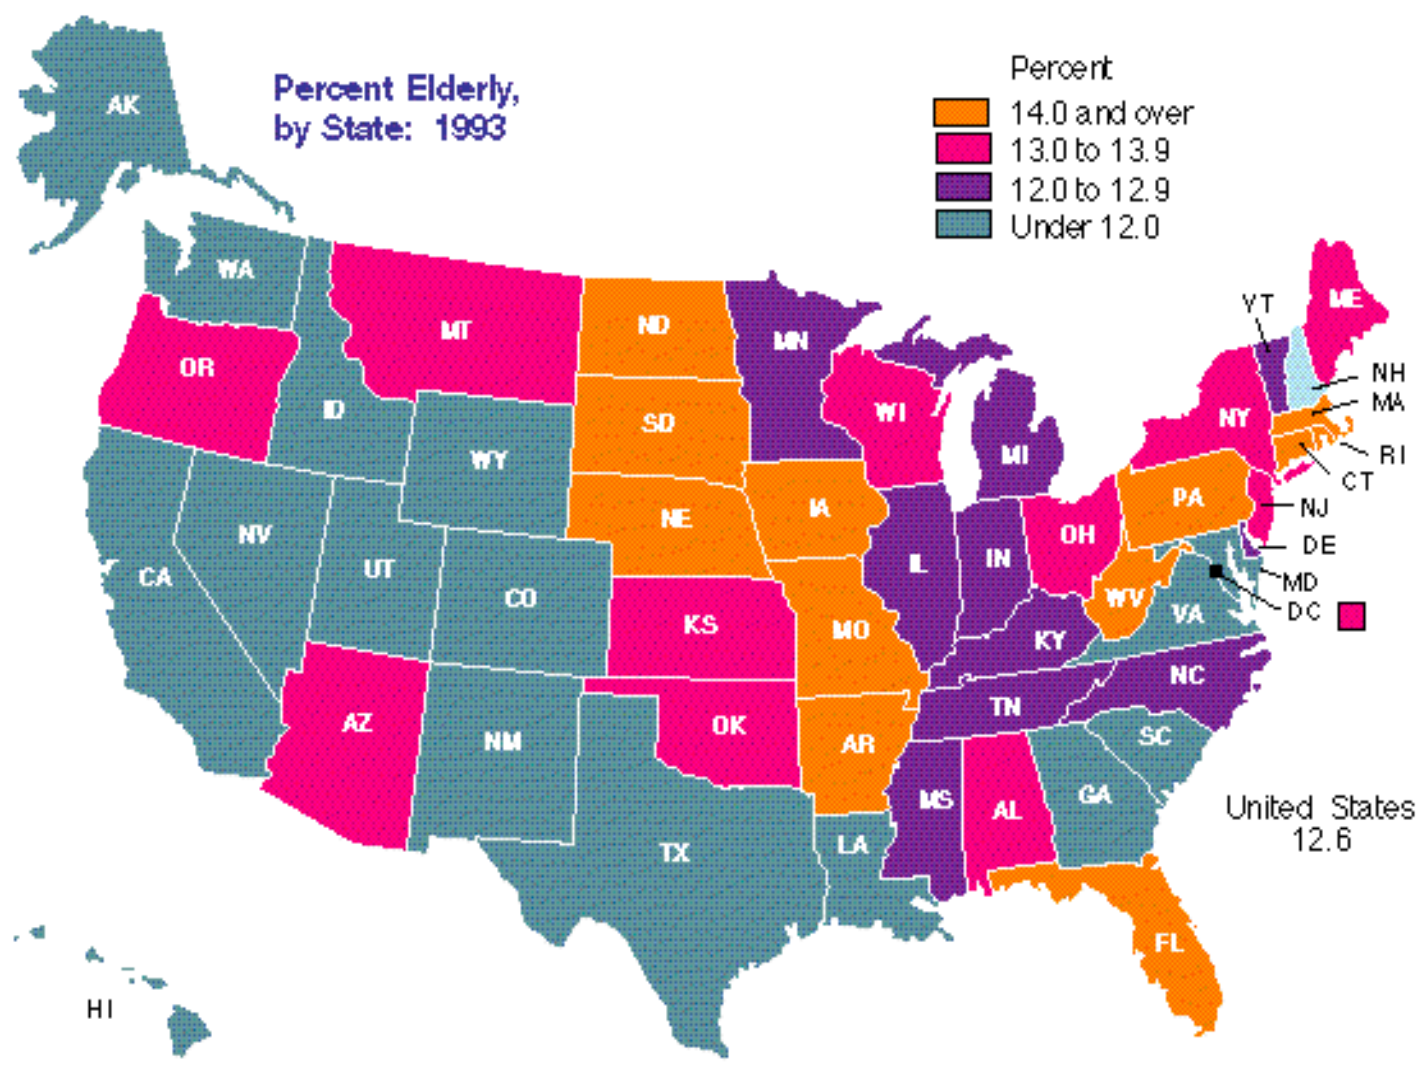 Percent Elderly,
by State: 1993
Percent
14.0 and over
13.0 to 13.9
12.0 to 12.9
Under 12.0
AK
WA
OR
MT
ID
WY
ND
SD
NE
MN
IA
WI
MI
VT
ME
NH
MA
RI
CT
NY
PA
NJ
DE
MD
DC
NV
CA
UT
CO
KS
MO
IL
IN
OH
WV
VA
KY
AZ
NM
OK
AR
TN
NC
SC
TX
LA
MS
AL
GA
FL
United States
12.6
HI